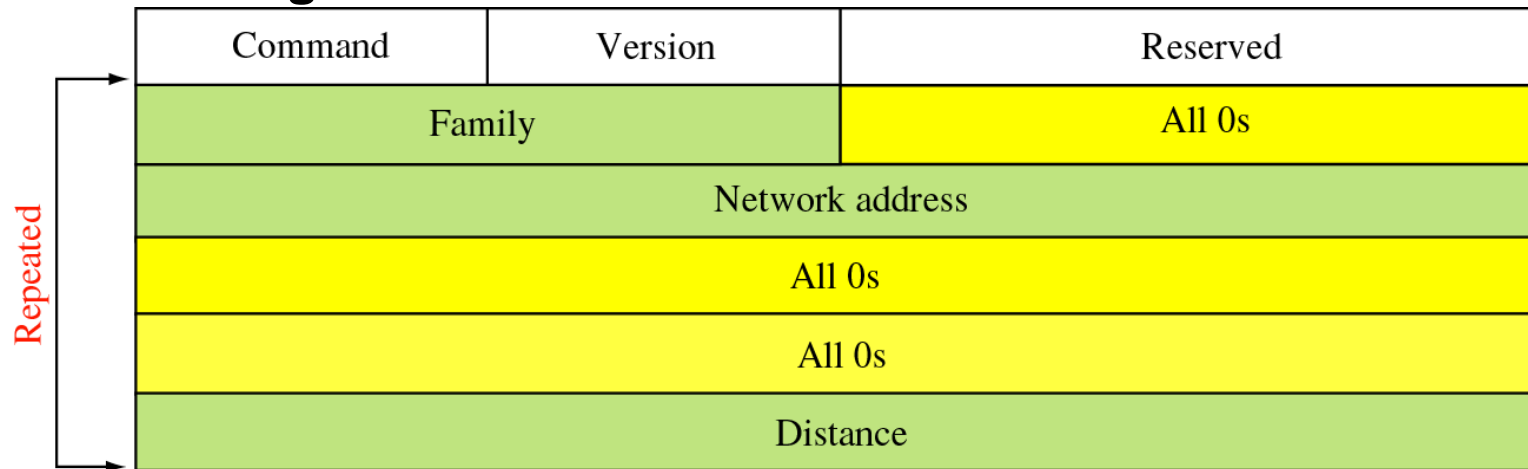 Command Version Reserved
Family All 0s
Network address
All 0s
All 0s
Distance
Repeated